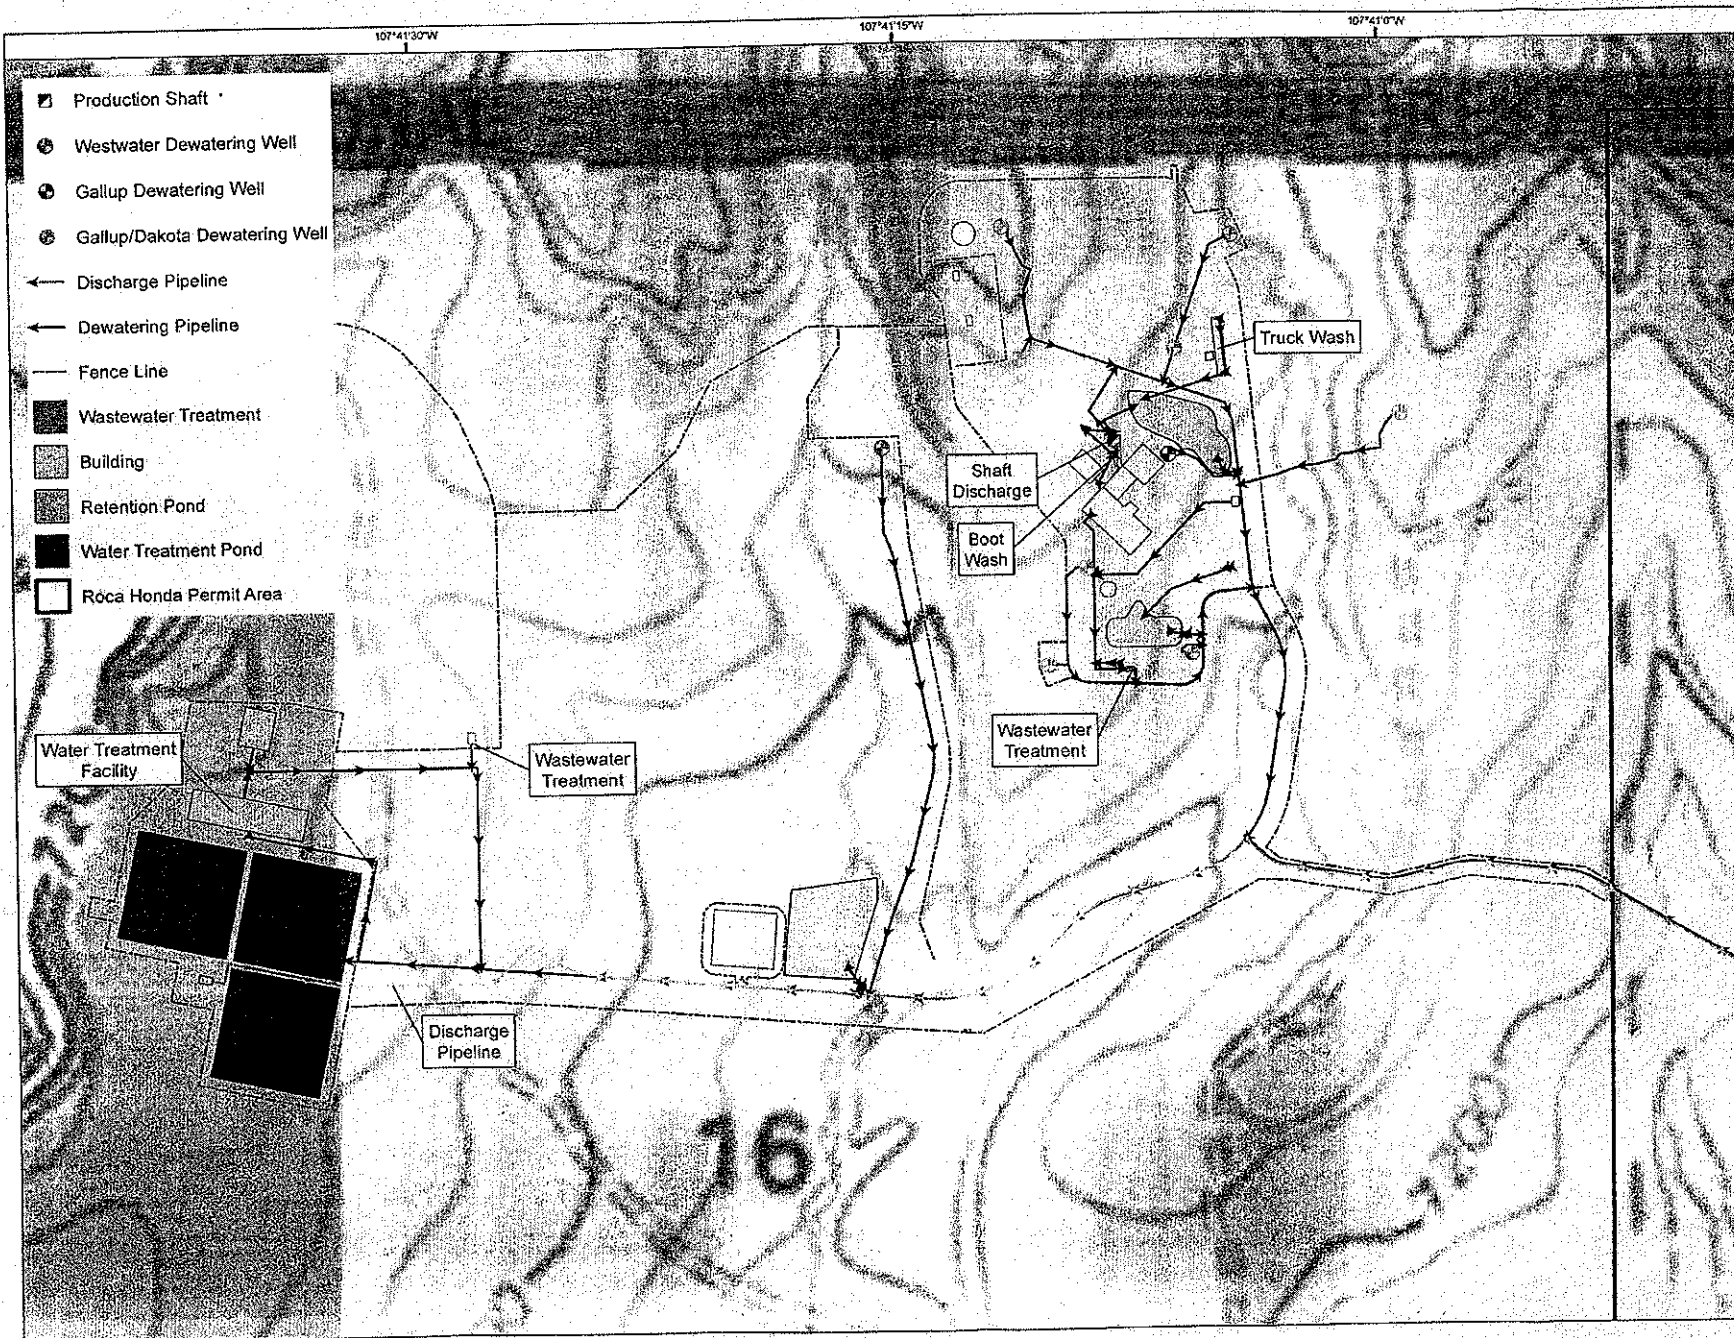 107°41'30"W
107°41'15"W
107°41'0"W
Production Shaft
Westwater Dewatering Well
Gallup Dewatering Well
Gallup/Dakota Dewatering Well
Discharge Pipeline
Dewatering Pipeline
Fence Line
Wastewater Treatment
Building
Retention Pond
Water Treatment Pond
Roca Honda Permit Area
Truck Wash
Shaft
Discharge
Boot
Wash
Wastewater
Treatment
Water Treatment
Facility
Wastewater
Treatment
Discharge
Pipeline
16
7200